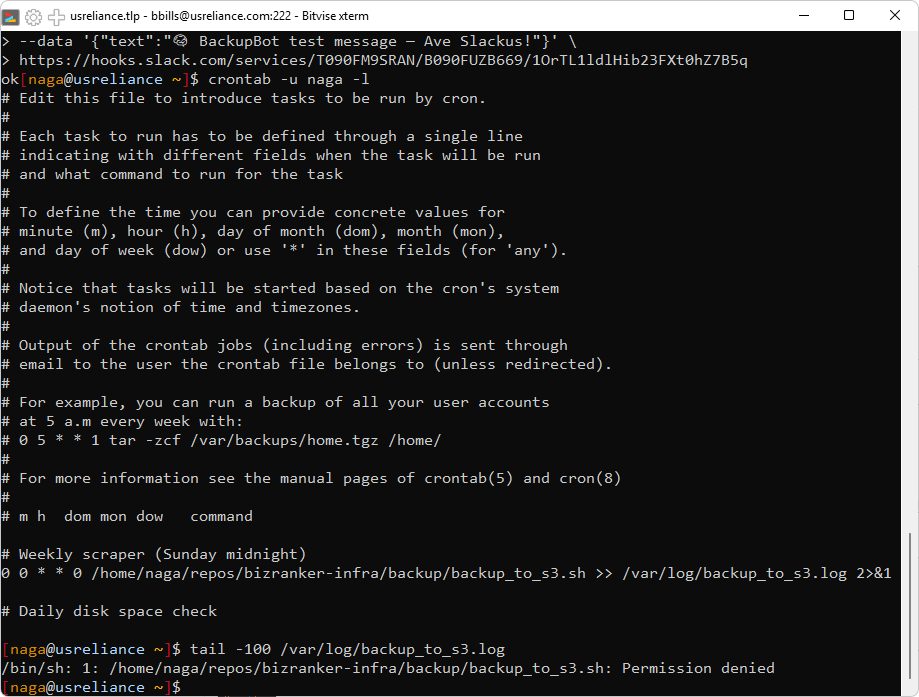 usreliance.tlp - bbills@usreliance.com:222 - Bitvise xterm
> --data '{"text":"😪 BackupBot test message — Ave Slackus!"}' \
> https://hooks.slack.com/services/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
ok[naga@usreliance ~]$ crontab -u naga -l
# Edit this file to introduce tasks to be run by cron.
#
# Each task to run has to be defined through a single line
# indicating with different fields when the task will be run
# and what command to run for the task
#
# To define the time you can provide concrete values for
# minute (m), hour (h), day of month (dom), month (mon),
# and day of week (dow) or use '*' in these fields (for 'any').
#
# Notice that tasks will be started based on the cron's system
# daemon's notion of time and timezones.
#
# Output of the crontab jobs (including errors) is sent through
# email to the user the crontab file belongs to (unless redirected).
#
# For example, you can run a backup of all your user accounts
# at 5 a.m every week with:
# 0 5 * * 1 tar -zcf /var/backups/home.tgz /home/
#
# For more information see the manual pages of crontab(5) and cron(8)
#
# m h  dom mon dow   command

# Weekly scraper (Sunday midnight)
0 0 * * 0 /home/naga/repos/bizranker-infra/backup/backup_to_s3.sh >> /var/log/backup_to_s3.log 2>&1

# Daily disk space check

[naga@usreliance ~]$ tail -100 /var/log/backup_to_s3.log
/bin/sh: 1: /home/naga/repos/bizranker-infra/backup/backup_to_s3.sh: Permission denied
[naga@usreliance ~]$